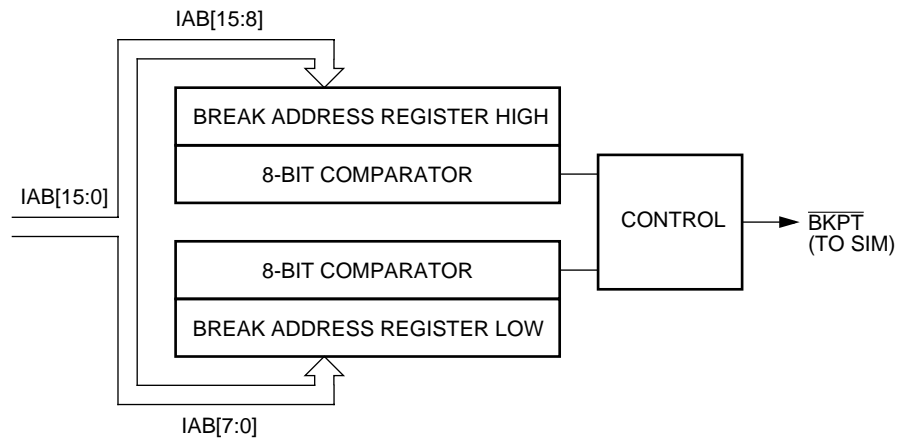 IAB[15:8]
BREAK ADDRESS REGISTER HIGH
8-BIT COMPARATOR
IAB[15:0]
CONTROL
BKPT
(TO SIM)
8-BIT COMPARATOR
BREAK ADDRESS REGISTER LOW
IAB[7:0]